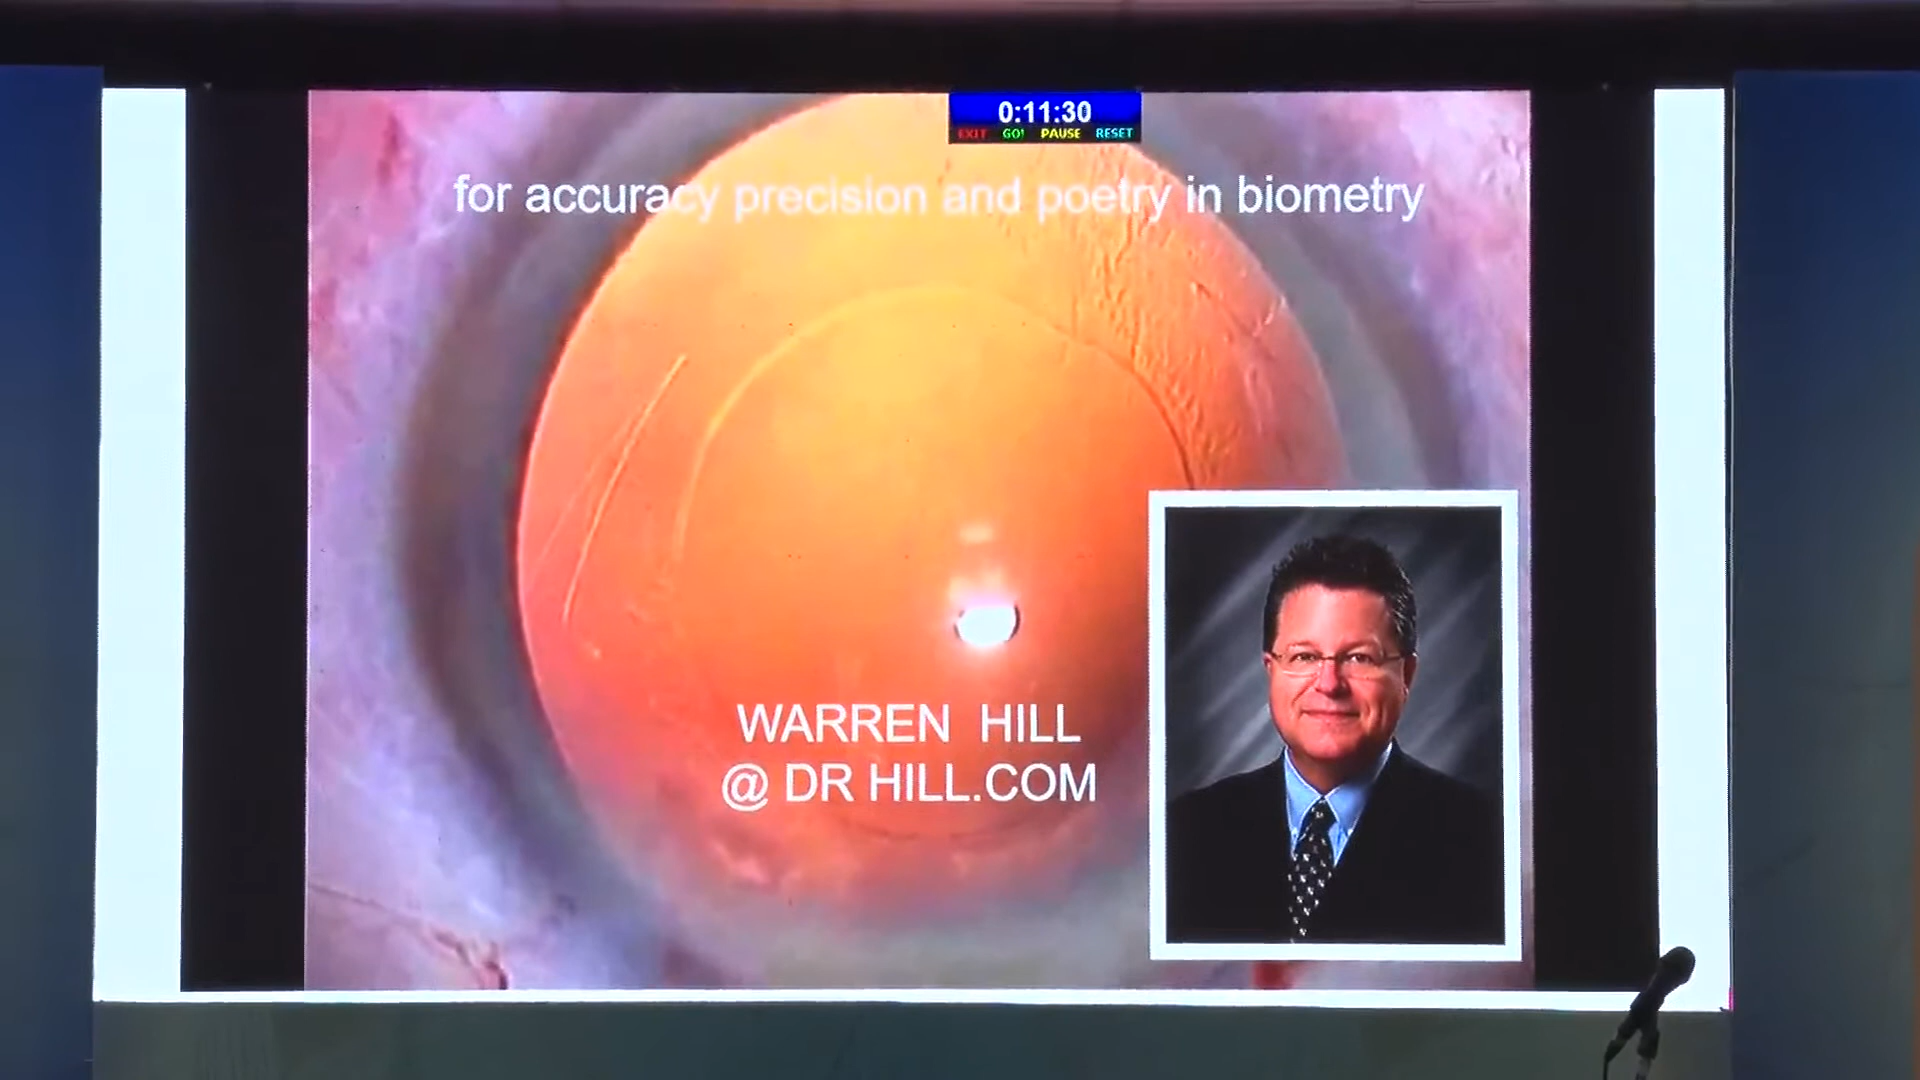 0:11:30
EXIT GO! PAUSE RESET
for accuracy precision and poetry in biometry
WARREN HILL
@ DR HILL.COM